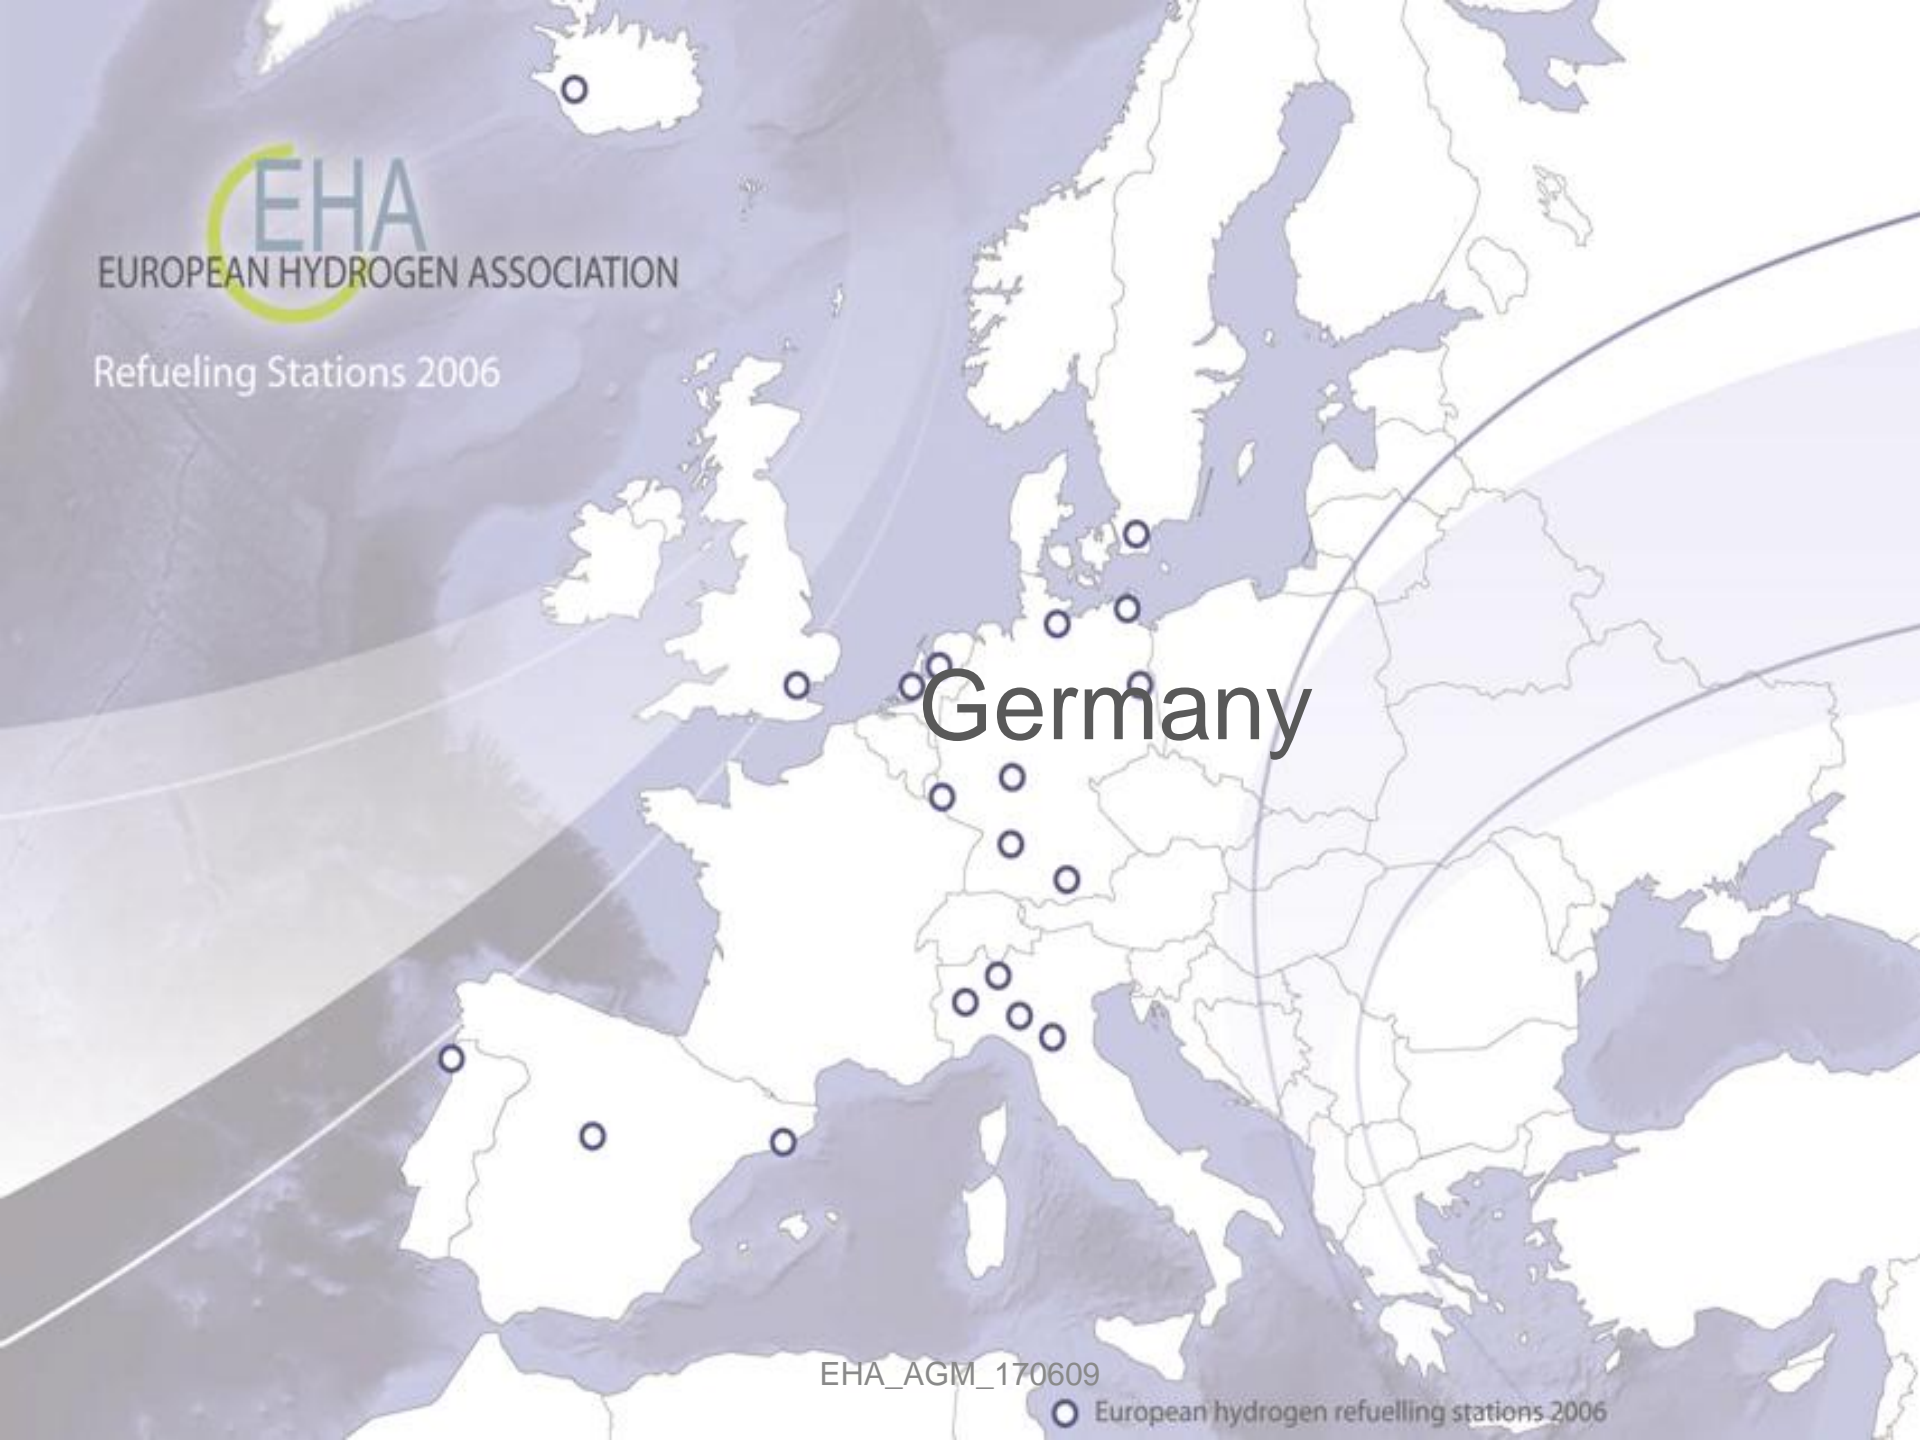 EHA
EUROPEAN HYDROGEN ASSOCIATION
Refueling Stations 2006
Germany
EHA_AGM_170609
European hydrogen refuelling stations 2006